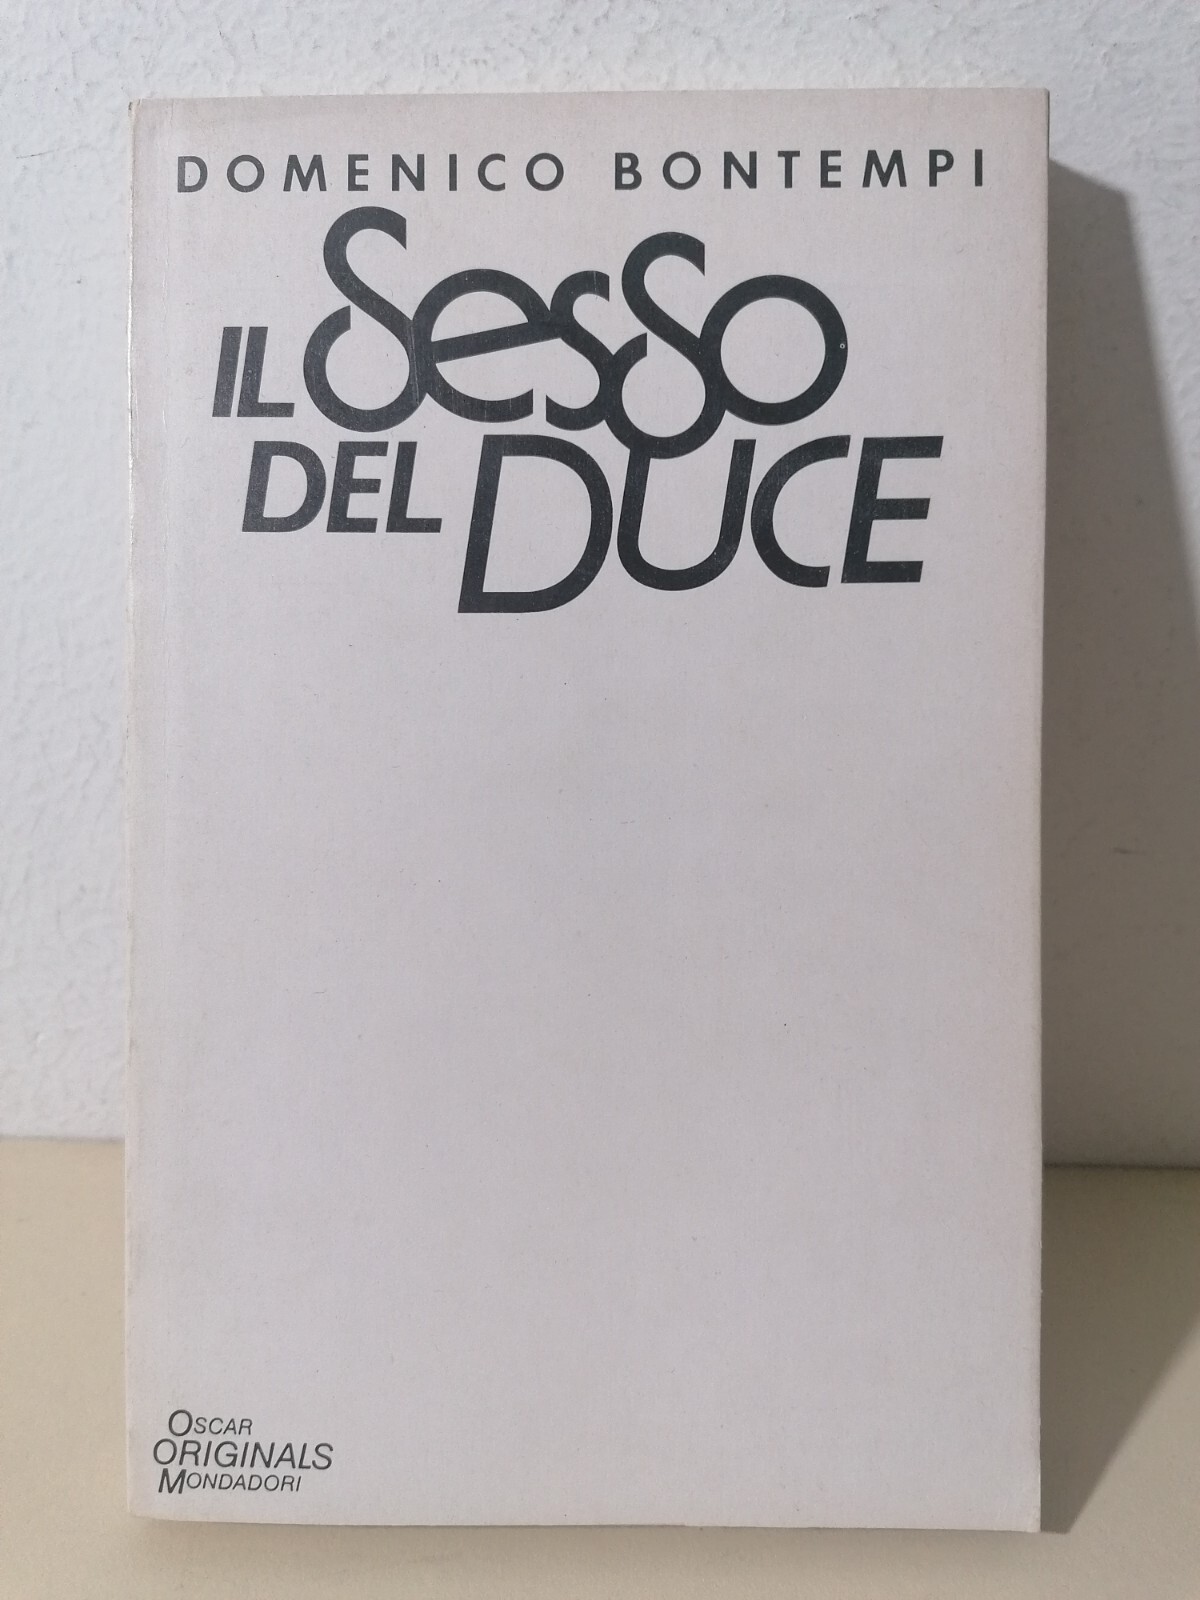 DOMENICO BONTEMPI
IL Sesso
DEL DUCE
OSCAR
ORIGINALS
MONDADORI